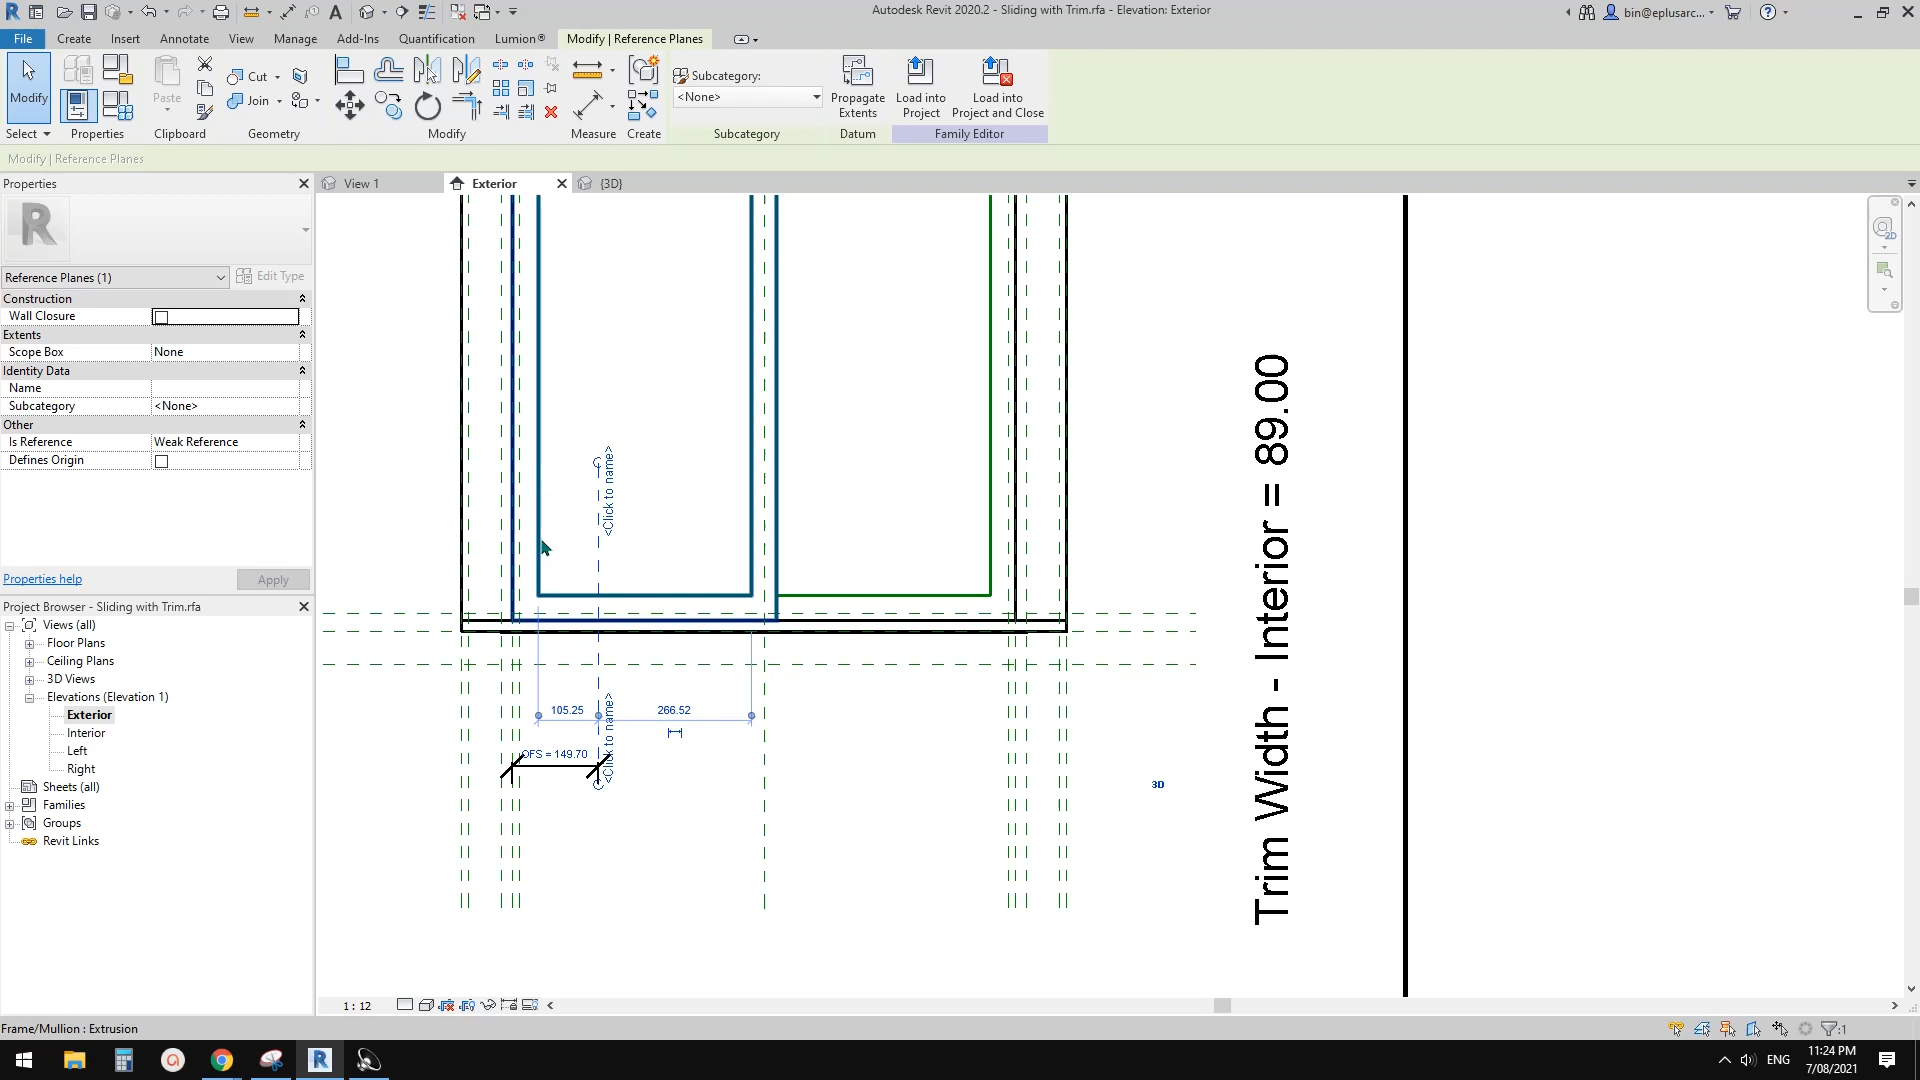 Autodesk Revit 2020.2 - Sliding with Trim.rfa - Elevation: Exterior
bin@eplusarc...
File Create Insert Annotate View Manage Add-Ins Quantification Lumion® Modify | Reference Planes
Modify
Paste
Cut
Join
Subcategory:
<None>
Propagate Extents
Load into Project
Load into Project and Close
Select Properties Clipboard Geometry Modify Measure Create Subcategory Datum Family Editor
Modify | Reference Planes
Properties
View 1
Exterior
{3D}
Reference Planes (1)
Edit Type
Construction
Wall Closure
Extents
Scope Box None
Identity Data
Name
Subcategory <None>
Other
Is Reference Weak Reference
Defines Origin
Properties help
Apply
Project Browser - Sliding with Trim.rfa
Views (all)
Floor Plans
Ceiling Plans
3D Views
Elevations (Elevation 1)
Exterior
Interior
Left
Right
Sheets (all)
Families
Groups
Revit Links
<Click to name>
105.25
266.52
OFS = 149.70
<Click to name>
3D
Trim Width - Interior = 89.00
2D
1 : 12
Frame/Mullion : Extrusion
:1
ENG
11:24 PM
7/08/2021